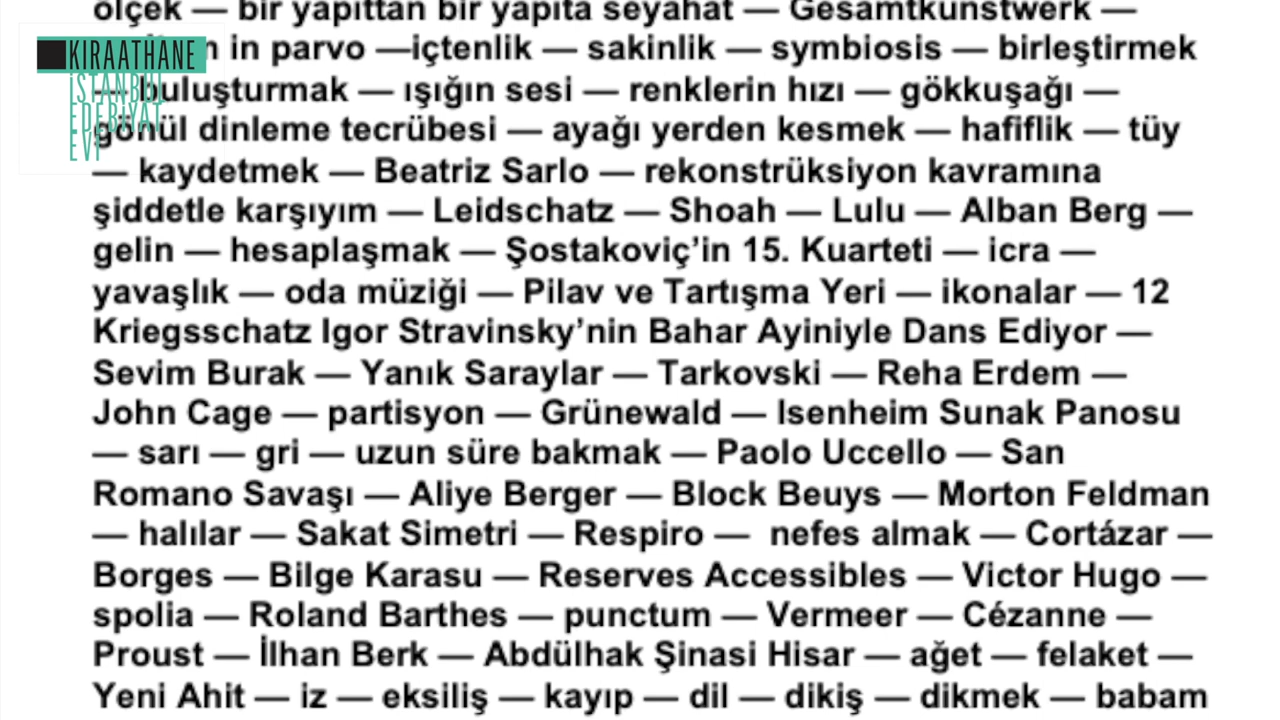 ölçek — bir yapıttan bir yapıta seyahat — Gesamtkunstwerk —
in parvo —içtenlik — sakinlik — symbiosis — birleştirmek
— buluşturmak — ışığın sesi — renklerin hızı — gökkuşağı —
gönül dinleme tecrübesi — ayağı yerden kesmek — hafiflik — tüy
— kaydetmek — Beatriz Sarlo — rekonstrüksiyon kavramına
şiddetle karşıyım — Leidschatz — Shoah — Lulu — Alban Berg —
gelin — hesaplaşmak — Şostakoviç’in 15. Kuarteti — icra —
yavaşlık — oda müziği — Pilav ve Tartışma Yeri — ikonalar — 12
Kriegsschatz Igor Stravinsky’nin Bahar Ayiniyle Dans Ediyor —
Sevim Burak — Yanık Saraylar — Tarkovski — Reha Erdem —
John Cage — partisyon — Grünewald — Isenheim Sunak Panosu
— sarı — gri — uzun süre bakmak — Paolo Uccello — San
Romano Savaşı — Aliye Berger — Block Beuys — Morton Feldman
— halılar — Sakat Simetri — Respiro — nefes almak — Cortázar —
Borges — Bilge Karasu — Reserves Accessibles — Victor Hugo —
spolia — Roland Barthes — punctum — Vermeer — Cézanne —
Proust — İlhan Berk — Abdülhak Şinasi Hisar — ağet — felaket —
Yeni Ahit — iz — eksiliş — kayıp — dil — dikiş — dikmek — babam
KIRAATHANE
İSTANBUL
EDEBİYAT
EVİ